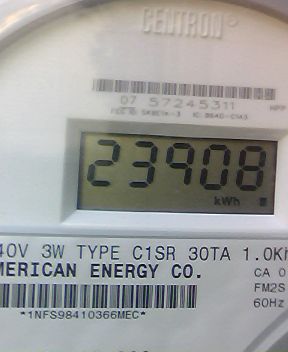 CENTRON
07 57245311
23908
kWh
40V 3W TYPE C1SR 30TA 1.0Kh
MERICAN ENERGY CO.
CA 0
FM2S
60Hz
*1NFS98410366MEC*